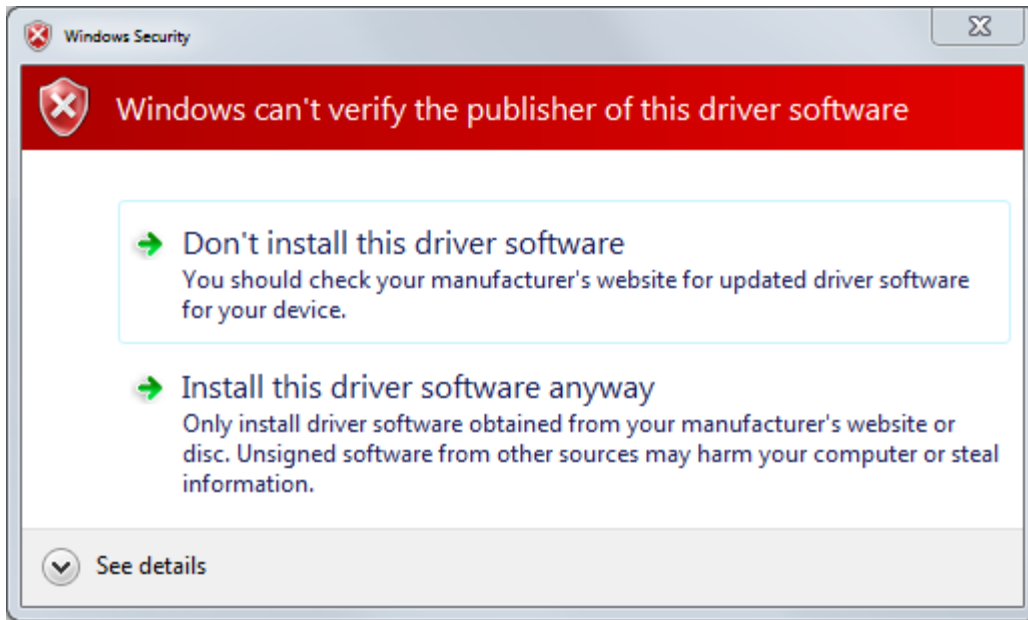 Windows Security
Windows can't verify the publisher of this driver software
Don't install this driver software
You should check your manufacturer's website for updated driver software
for your device.
Install this driver software anyway
Only install driver software obtained from your manufacturer's website or
disc. Unsigned software from other sources may harm your computer or steal
information.
See details